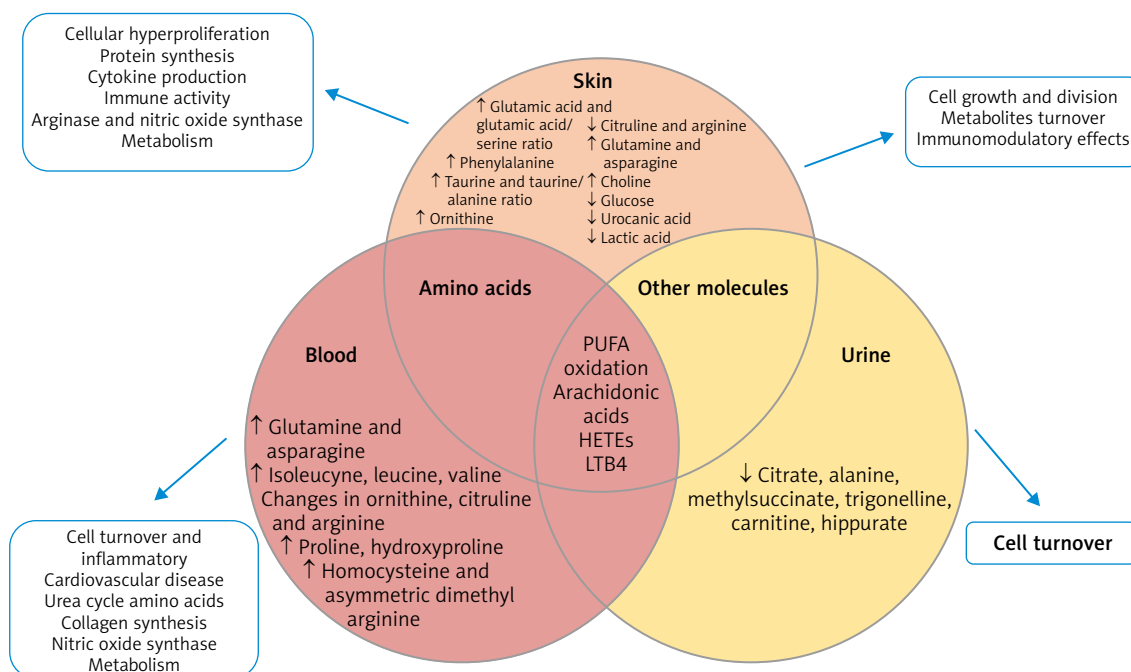 Cellular hyperproliferation
Protein synthesis
Cytokine production
Immune activity
Arginase and nitric oxide synthase
Metabolism
Skin
↑ Glutamic acid and
glutamic acid/
serine ratio
↑ Phenylalanine
↑ Taurine and taurine/
alanine ratio
↑ Ornithine
↓ Citruline and arginine
↑ Glutamine and
asparagine
↑ Choline
↓ Glucose
↓ Urocanic acid
↓ Lactic acid
Cell growth and division
Metabolites turnover
Immunomodulatory effects
Amino acids
Other molecules
Blood
↑ Glutamine and
asparagine
↑ Isoleucyne, leucine, valine
Changes in ornithine, citruline
and arginine
↑ Proline, hydroxyproline
↑ Homocysteine and
asymmetric dimethyl
arginine
PUFA
oxidation
Arachidonic
acids
HETEs
LTB4
Urine
↓ Citrate, alanine,
methylsuccinate, trigonelline,
carnitine, hippurate
Cell turnover and
inflammatory
Cardiovascular disease
Urea cycle amino acids
Collagen synthesis
Nitric oxide synthase
Metabolism
Cell turnover